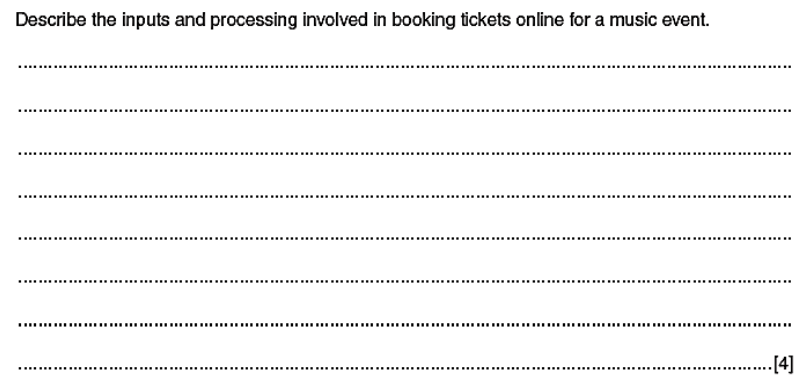 Describe the inputs and processing involved in booking tickets online for a music event.
[4]